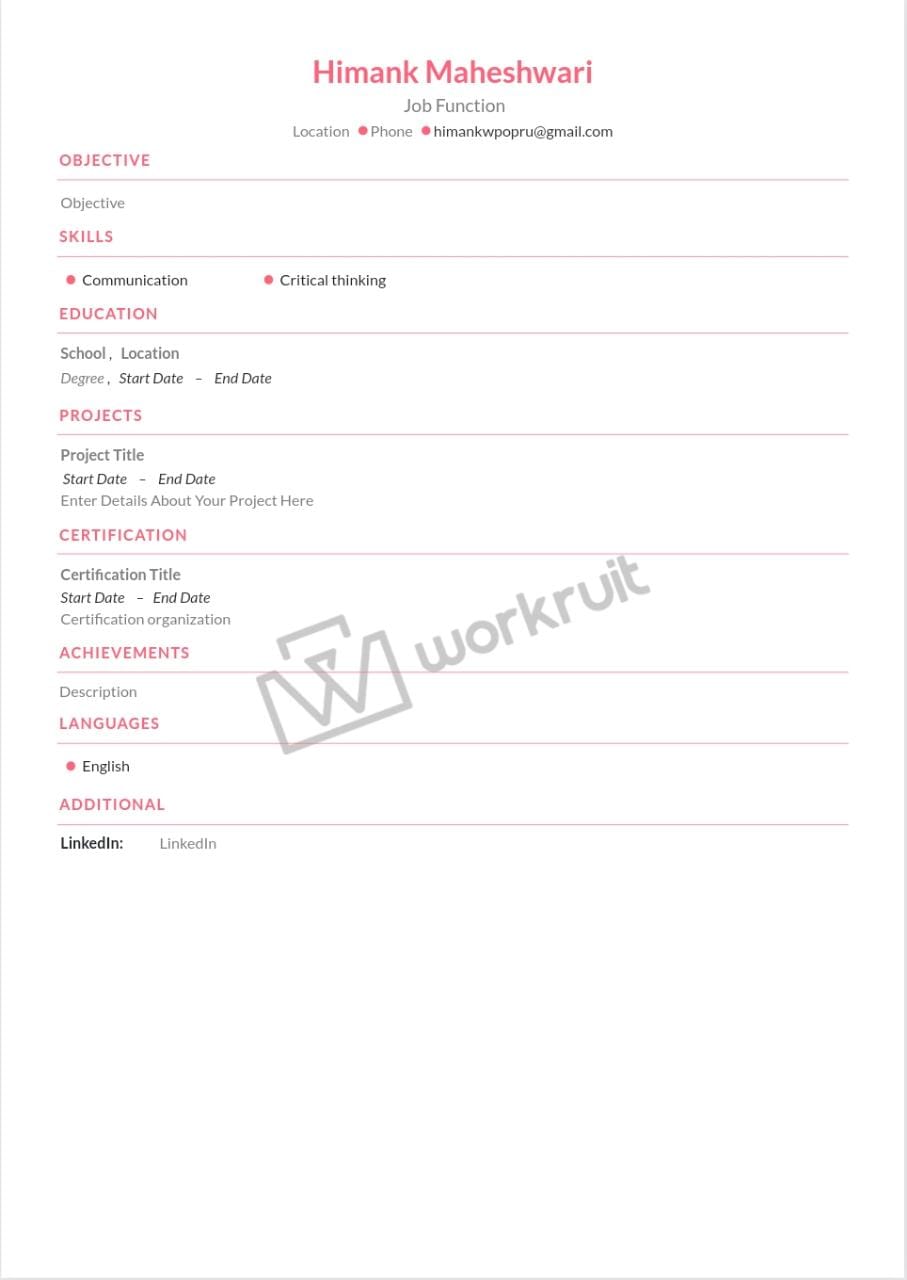 Himank Maheshwari
Job Function
Location ● Phone ● himankwpopru@gmail.com
OBJECTIVE
Objective
SKILLS
● Communication ● Critical thinking
EDUCATION
School , Location
Degree , Start Date – End Date
PROJECTS
Project Title
Start Date – End Date
Enter Details About Your Project Here
CERTIFICATION
Certification Title
Start Date – End Date
Certification organization
workruit
ACHIEVEMENTS
Description
LANGUAGES
● English
ADDITIONAL
LinkedIn: LinkedIn